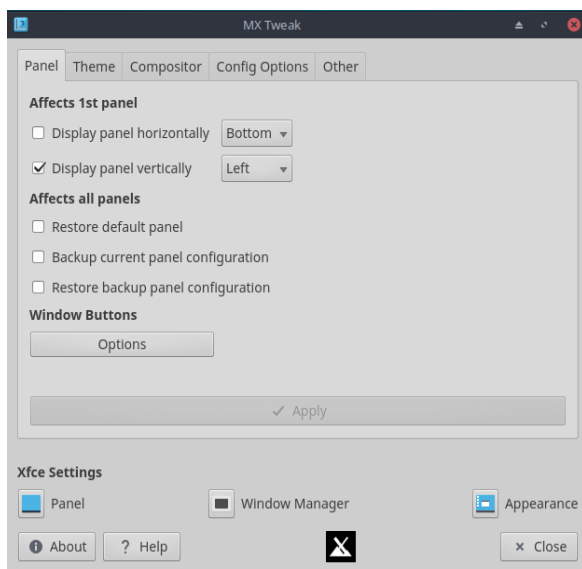 MX Tweak
Panel Theme Compositor Config Options Other
Affects 1st panel
Display panel horizontally Bottom
Display panel vertically Left
Affects all panels
Restore default panel
Backup current panel configuration
Restore backup panel configuration
Window Buttons
Options
Apply
Xfce Settings
Panel Window Manager Appearance
About ? Help Close